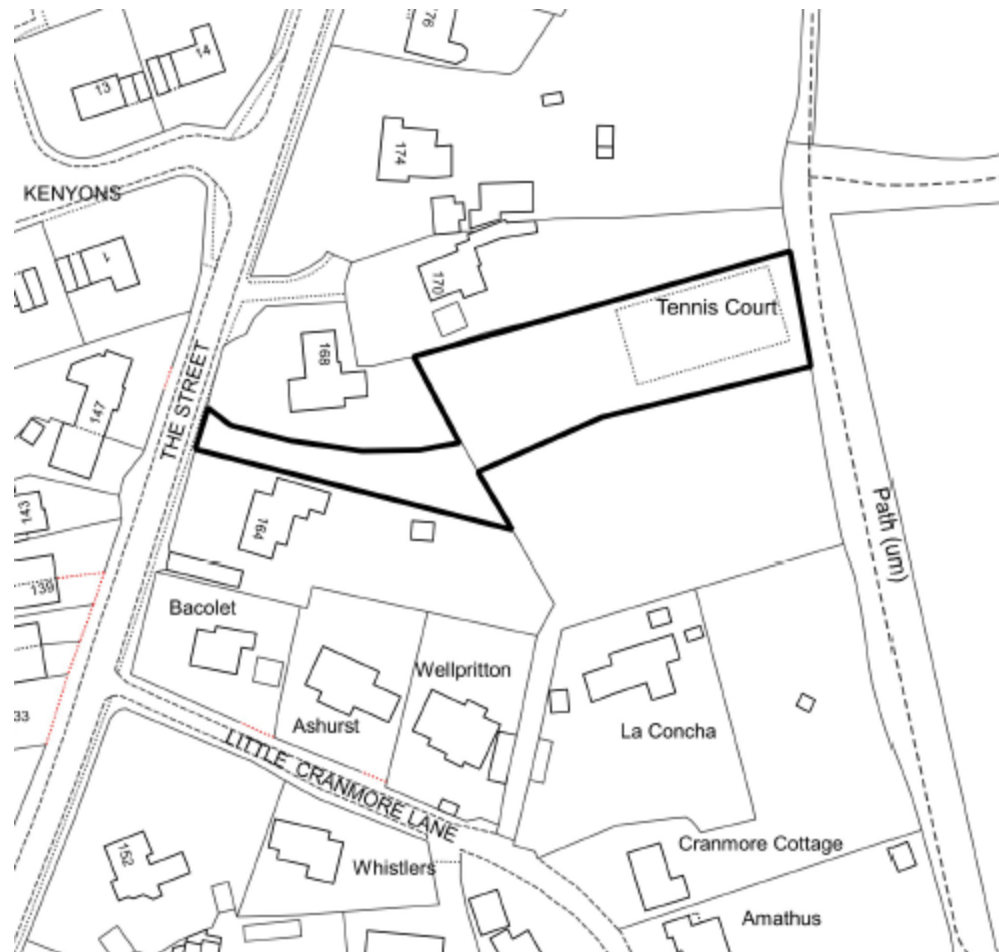 76
14
13
174
KENYONS
1
170
Tennis Court
168
THE STREET
147
143
164
Path (um)
139
Bacolet
Wellpritton
33
Ashurst
La Concha
LITTLE CRANMORE LANE
152
Whistlers
Cranmore Cottage
Amathus